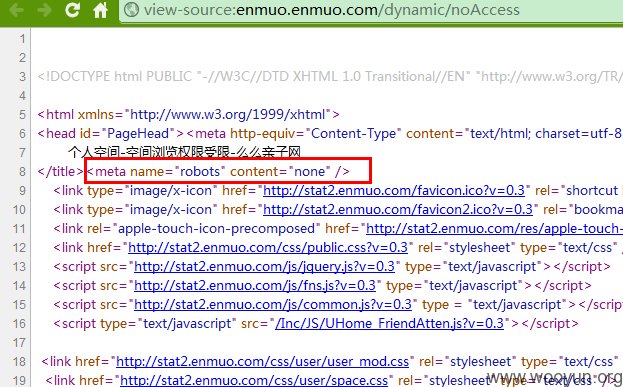 view-source:enmuo.enmuo.com/dynamic/noAccess
1
2
3 <!DOCTYPE html PUBLIC "-//W3C//DTD XHTML 1.0 Transitional//EN" "http://www.w3.org/TR/
4
5 <html xmlns="http://www.w3.org/1999/xhtml">
6 <head id="PageHead"><meta http-equiv="Content-Type" content="text/html; charset=utf-8
7 个人空间-空间浏览权限受限-么么亲子网
8 </title><meta name="robots" content="none" />
9 <link type="image/x-icon" href="http://stat2.enmuo.com/favicon.ico?v=0.3" rel="shortcut
10 <link type="image/x-icon" href="http://stat2.enmuo.com/favicon2.ico?v=0.3" rel="bookma
11 <link rel="apple-touch-icon-precomposed" href="http://stat2.enmuo.com/res/apple-touch-
12 <link href="http://stat2.enmuo.com/css/public.css?v=0.3" rel="stylesheet" type="text/css"
13 <script src="http://stat2.enmuo.com/js/jquery.js?v=0.3" type="text/javascript"></script>
14 <script src="http://stat2.enmuo.com/js/fns.js?v=0.3" type="text/javascript"></script>
15 <script src="http://stat2.enmuo.com/js/common.js?v=0.3" type = "text/javascript"></script>
16 <script type="text/javascript" src="/Inc/JS/UHome_FriendAtten.js?v=0.3"></script>
17
18 <link href="http://stat2.enmuo.com/css/user/user_mod.css" rel="stylesheet" type="text/css"
19 <link href="http://stat2.enmuo.com/css/user/space.css" rel="stylesheet" type="text/css" />
www.wooyun.org